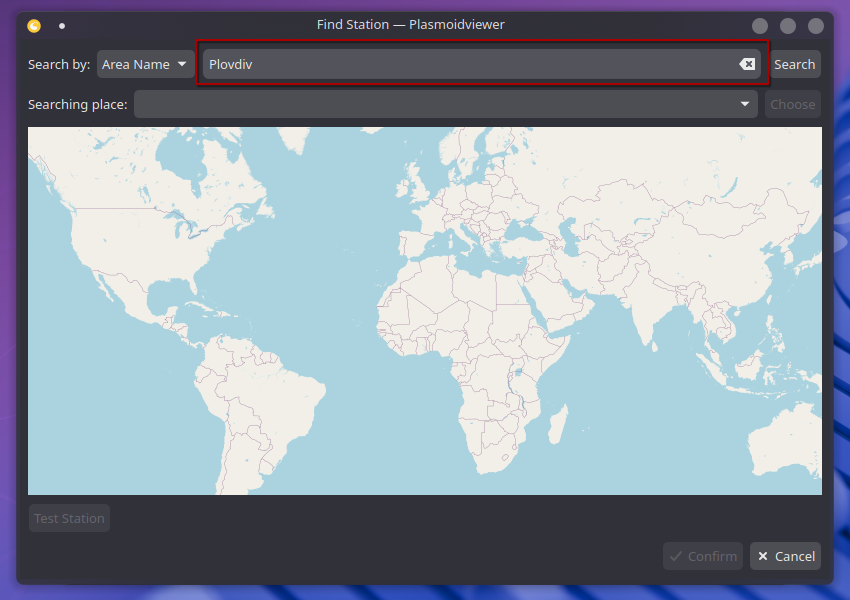 Find Station — Plasmoidviewer
Search by: Area Name Plovdiv Search
Searching place: Choose
Test Station
Confirm Cancel